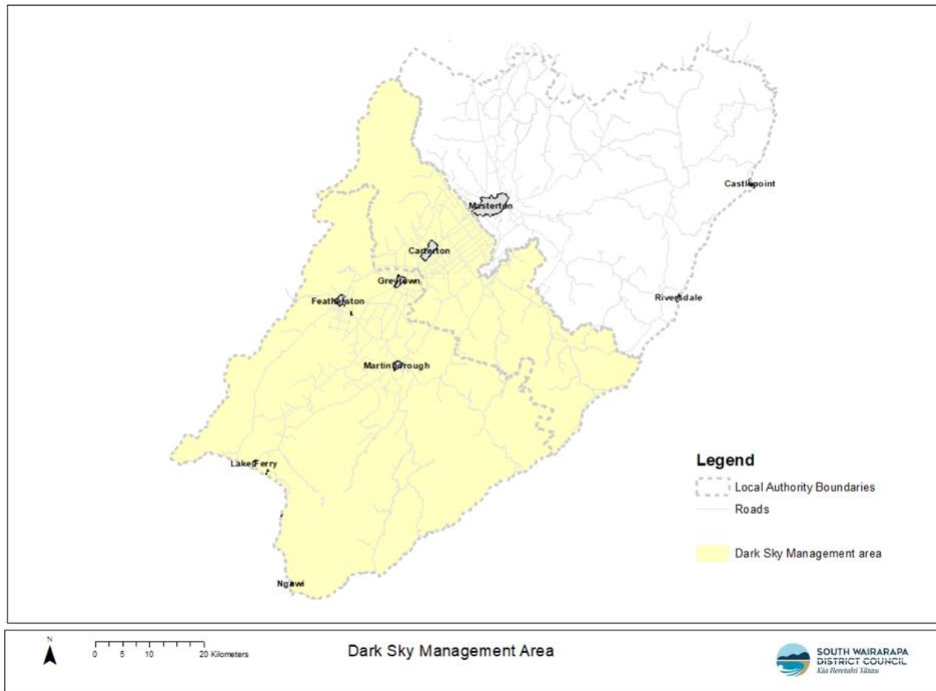 Castlepoint
Masterton
Carterton
Greytown
Featherston
Riversdale
Martinborough
Lake Ferry
Ngawi
Legend
Local Authority Boundaries
Roads
Dark Sky Management area
N
0 5 10 20 Kilometers
Dark Sky Management Area
SOUTH WAIRARAPA
DISTRICT COUNCIL
Kia Reretahi Tātau